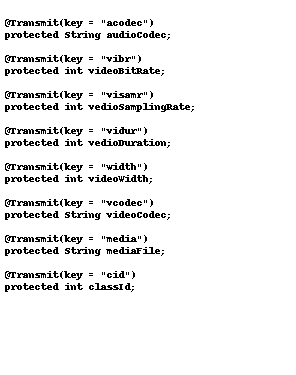 @Transmit(key = "acodec")
protected String audioCodec;
@Transmit(key = "vibr")
protected int videoBitRate;
@Transmit(key = "visamr")
protected int vedioSamplingRate;
@Transmit(key = "vidur")
protected int vedioDuration;
@Transmit(key = "width")
protected int videoWidth;
@Transmit(key = "vcodec")
protected String videoCodec;
@Transmit(key = "media")
protected String mediaFile;
@Transmit(key = "cid")
protected int classId;